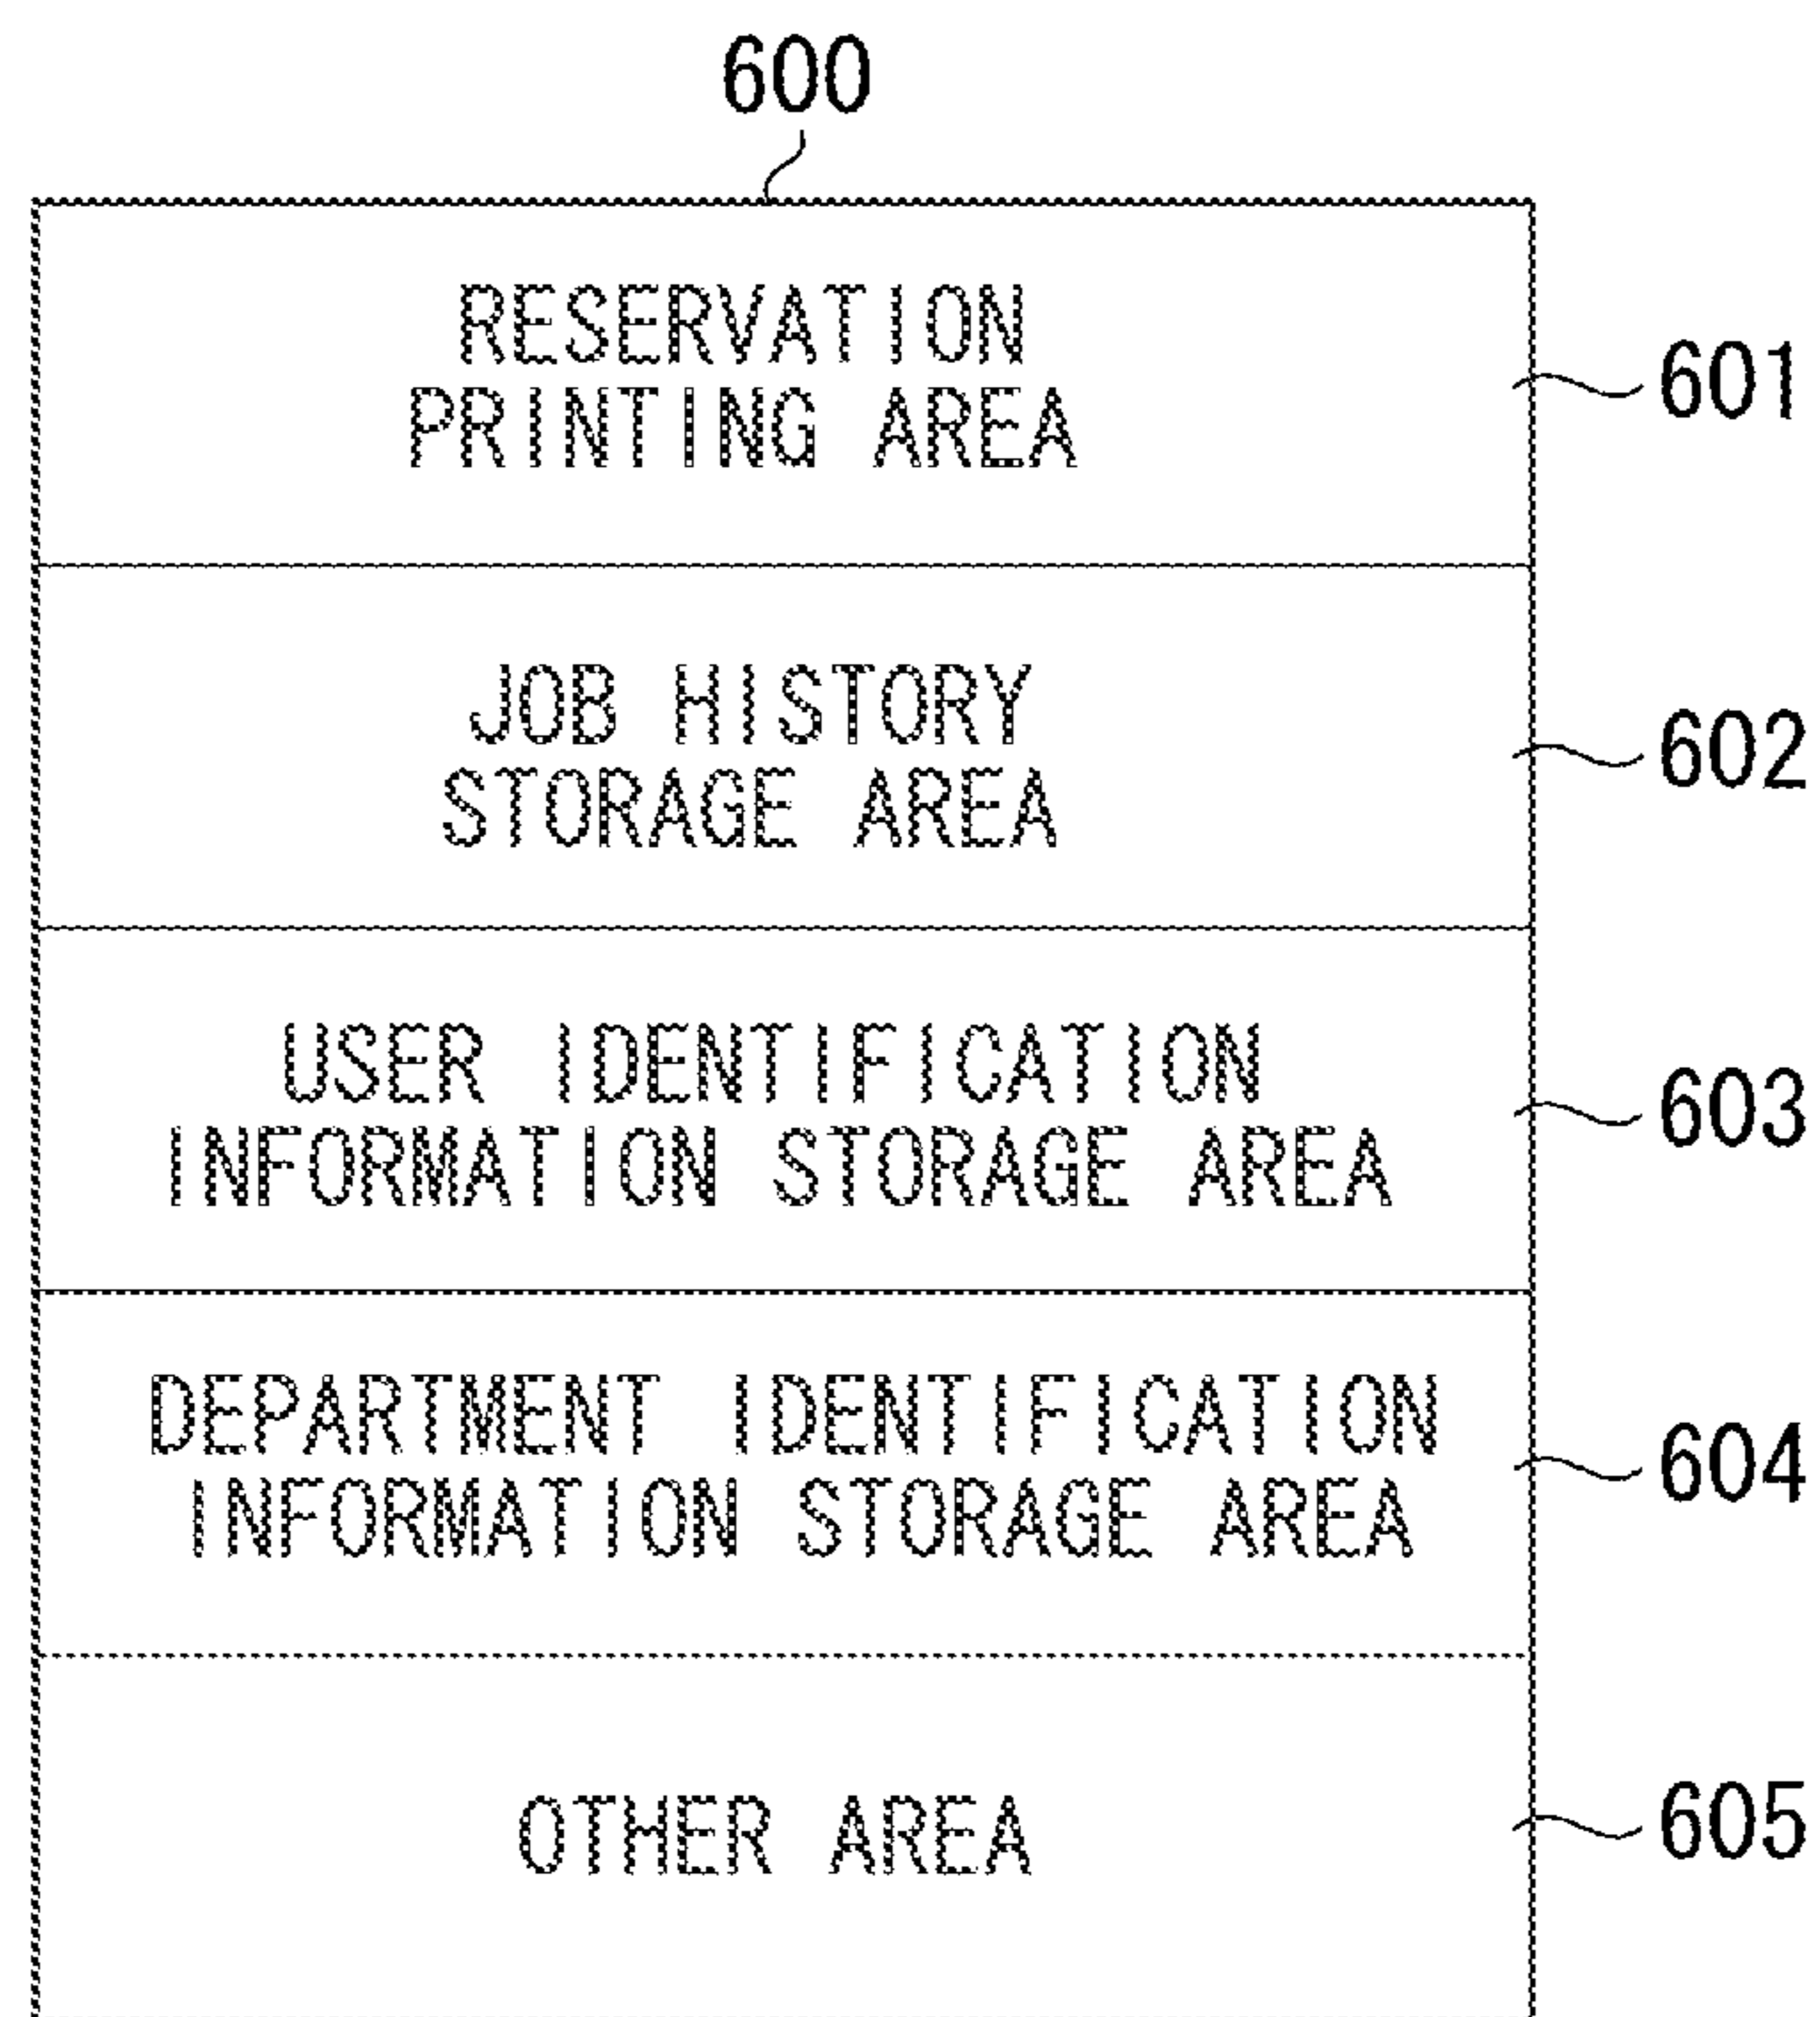 600
RESERVATION
PRINTING AREA
601
JOB HISTORY
STORAGE AREA
602
USER IDENTIFICATION
INFORMATION STORAGE AREA
603
DEPARTMENT IDENTIFICATION
INFORMATION STORAGE AREA
604
OTHER AREA
605